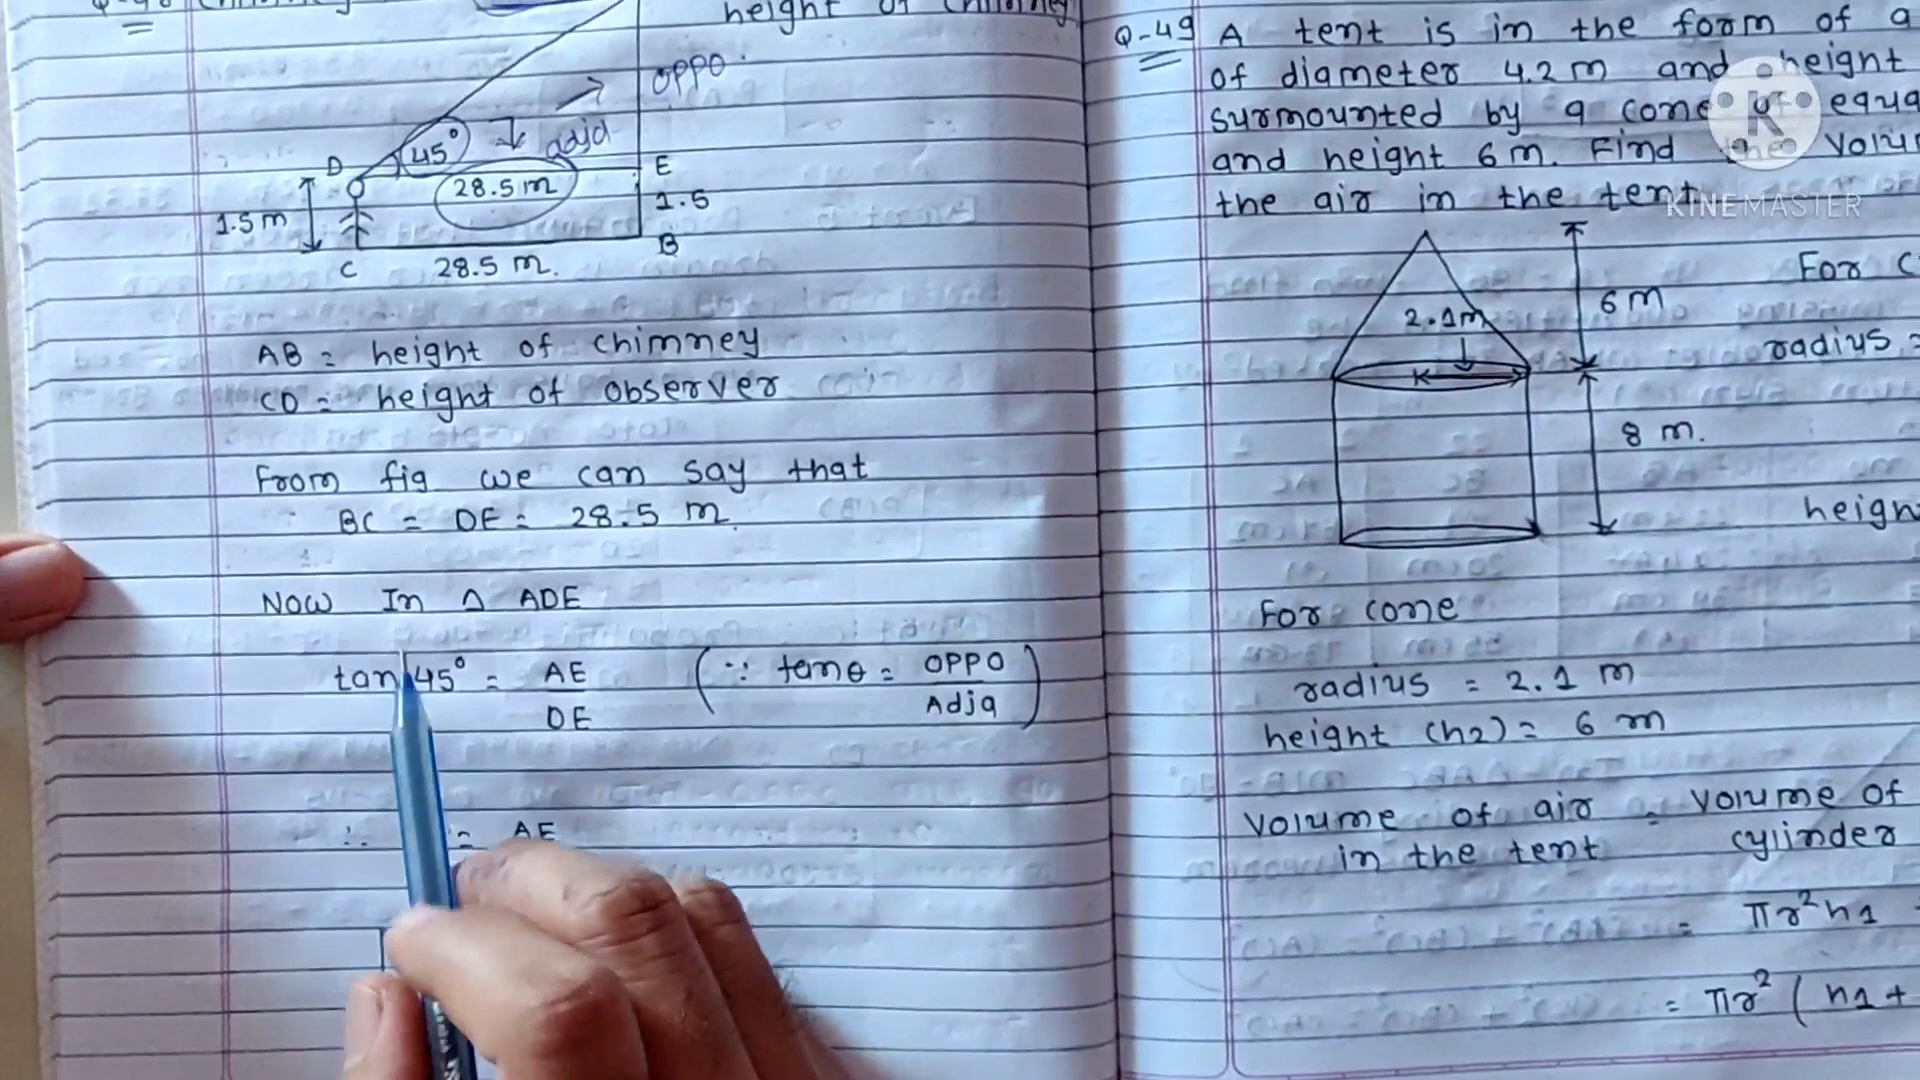 height of chimney
OPPO.
45°
adja
D
E
28.5 m
1.5 m
1.5
B
C
28.5 m.
AB = height of chimney
CD = height of observer
From fig we can say that
BC = DE = 28.5 m.
Now In Δ ADE
tan 45° = AE ( ∵ tanθ = OPPO )
DE Adja
∴ = AE
Q-49 A tent is in the form of a
of diameter 4.2 m and height
surmounted by a cone of equa
and height 6 m. Find the volu
the air in the tent
KINEMASTER
K
For C
6 m
2.1m
radius =
8 m.
heigh
For cone
radius = 2.1 m
height (h2) = 6 m
Volume of air = Volume of
in the tent cylinder
= πr²h1
= πr² ( h1 +